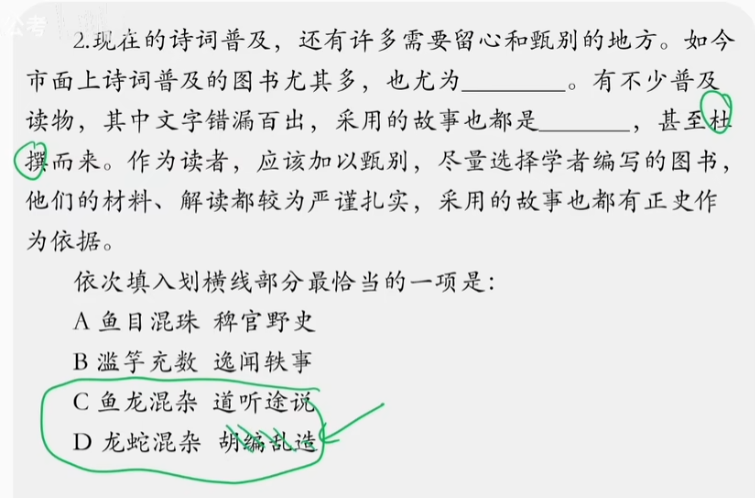 公考
2.现在的诗词普及，还有许多需要留心和甄别的地方。如今
市面上诗词普及的图书尤其多，也尤为________。有不少普及
读物，其中文字错漏百出，采用的故事也都是________，甚至杜
撰而来。作为读者，应该加以甄别，尽量选择学者编写的图书，
他们的材料、解读都较为严谨扎实，采用的故事也都有正史作
为依据。
依次填入划横线部分最恰当的一项是：
A 鱼目混珠 稗官野史
B 滥竽充数 逸闻轶事
C 鱼龙混杂 道听途说
D 龙蛇混杂 胡编乱造